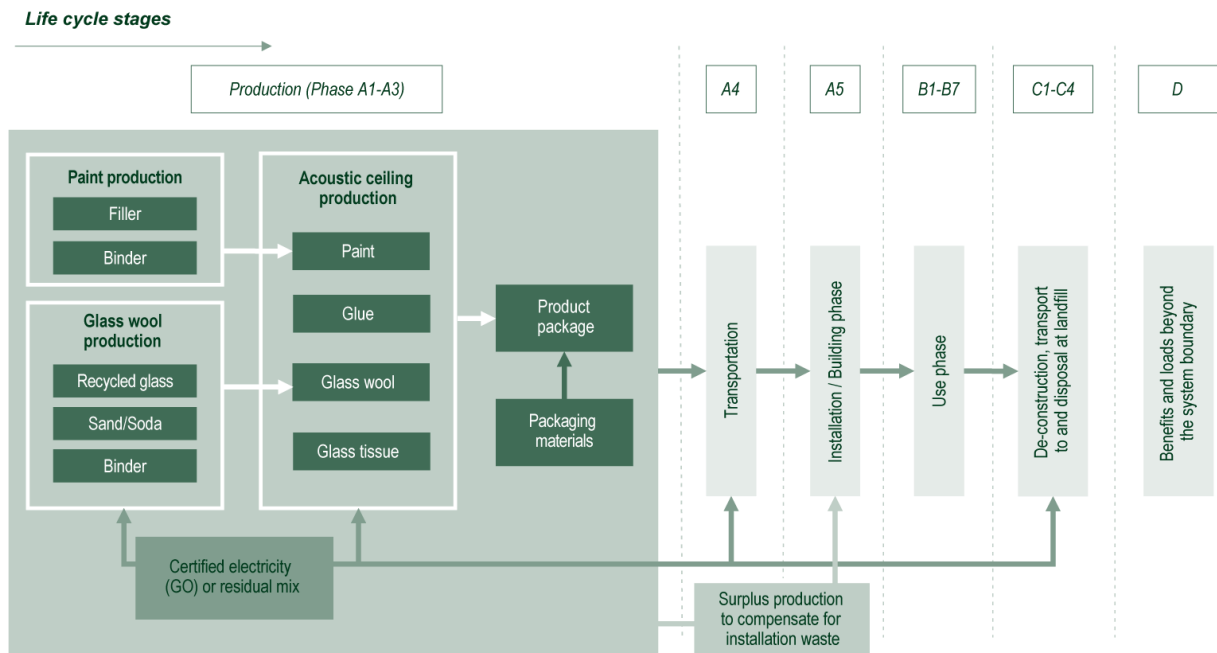 Life cycle stages
Production (Phase A1-A3)
A4
A5
B1-B7
C1-C4
D
Paint production
Filler
Binder
Glass wool
production
Recycled glass
Sand/Soda
Binder
Acoustic ceiling
production
Paint
Glue
Glass wool
Glass tissue
Product
package
Packaging
materials
Transportation
Installation / Building phase
Use phase
De-construction, transport
to and disposal at landfill
Benefits and loads beyond
the system boundary
Certified electricity
(GO) or residual mix
Surplus production
to compensate for
installation waste